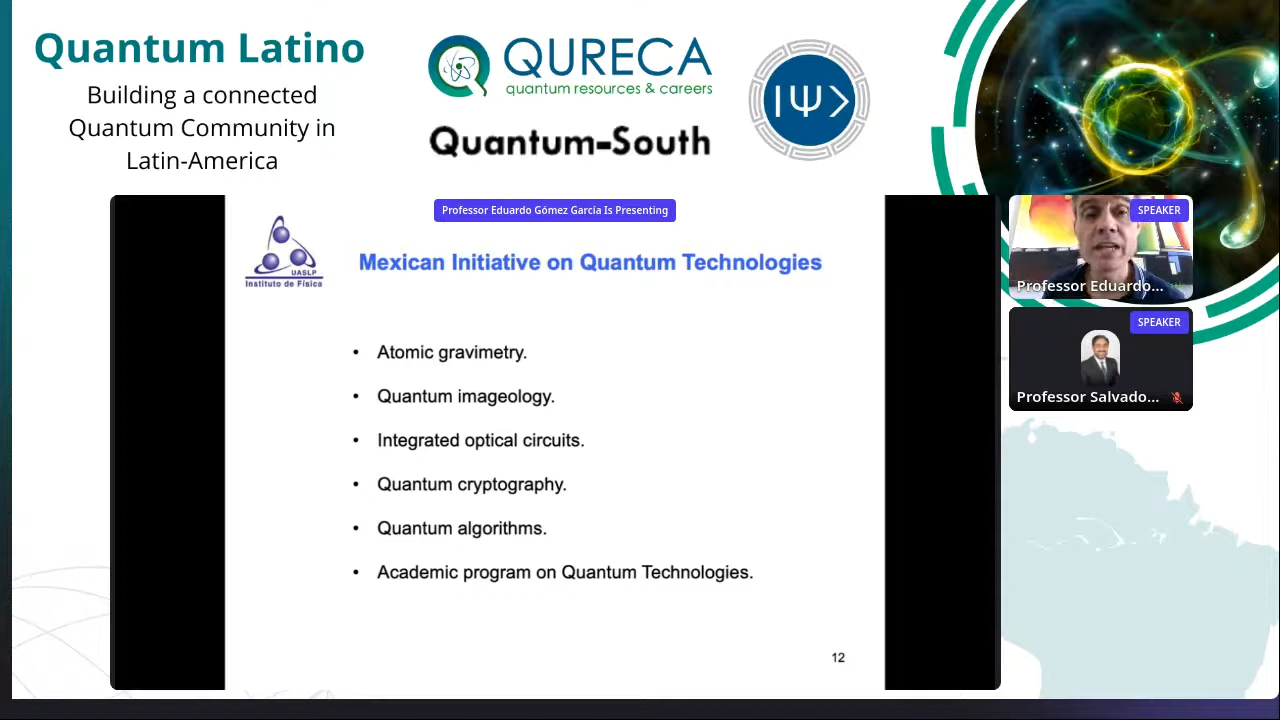 Quantum Latino
Building a connected
Quantum Community in
Latin-America
QURECA
quantum resources & careers
Quantum-South
|Ψ>
Professor Eduardo Gómez García Is Presenting
UASLP
Instituto de Física
Mexican Initiative on Quantum Technologies
• Atomic gravimetry.
• Quantum imageology.
• Integrated optical circuits.
• Quantum cryptography.
• Quantum algorithms.
• Academic program on Quantum Technologies.
12
SPEAKER
Professor Eduardo...
SPEAKER
Professor Salvado...